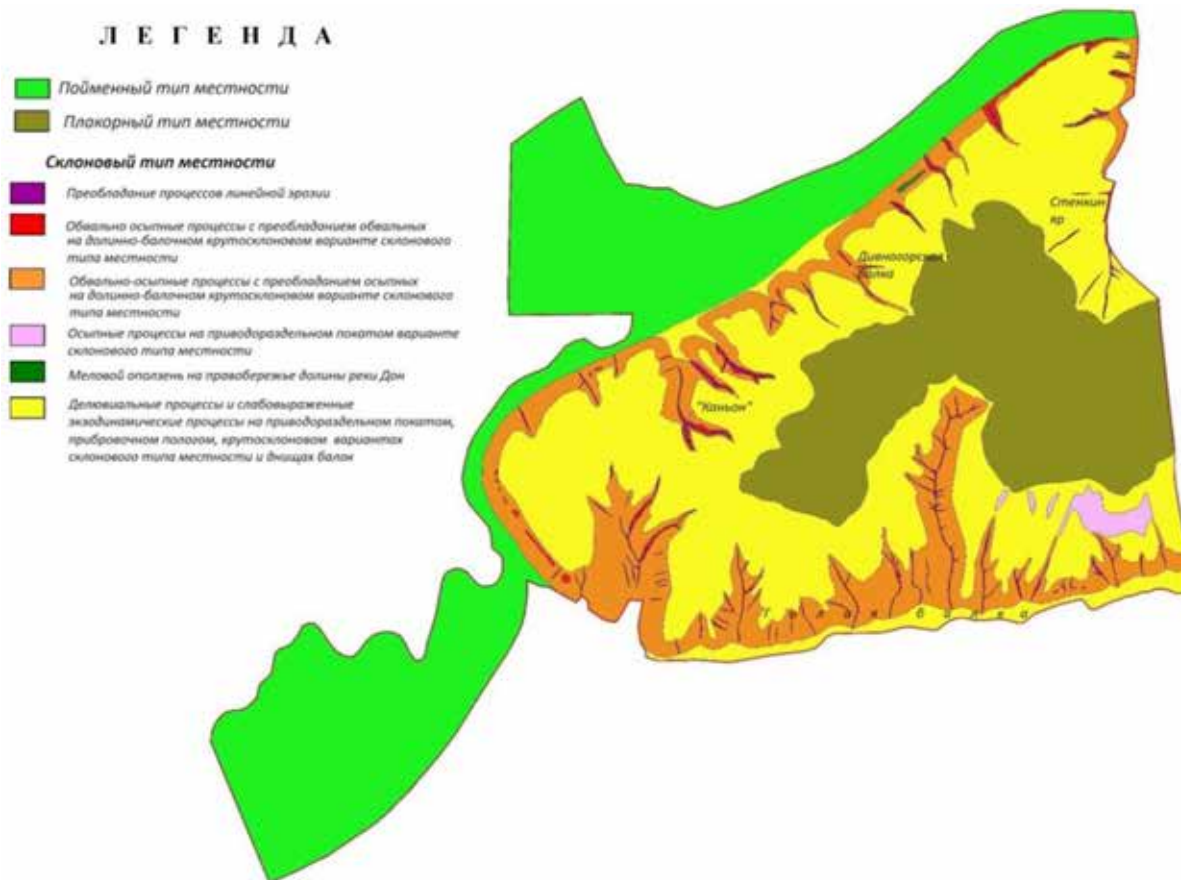 Л Е Г Е Н Д А
Пойменный тип местности
Плакорный тип местности
Склоновый тип местности
Преобладание процессов линейной эрозии
Обвально осыпные процессы с преобладанием обвальных
на долинно-балочном крутосклоновом варианте склонового
типа местности
Обвально-осыпные процессы с преобладанием осыпных
на долинно-балочном крутосклоновом варианте склонового
типа местности
Осыпные процессы на приводораздельном покатом варианте
склонового типа местности
Меловой оползень на правобережье долины реки Дон
Делювиальные процессы и слабовыраженные
экзодинамические процессы на приводораздельном покатом,
прибровочном пологом, крутосклоновом вариантах
склонового типа местности и днищах балок
Стенкин
яр
Дивногорская
балка
"Каньон"
балка